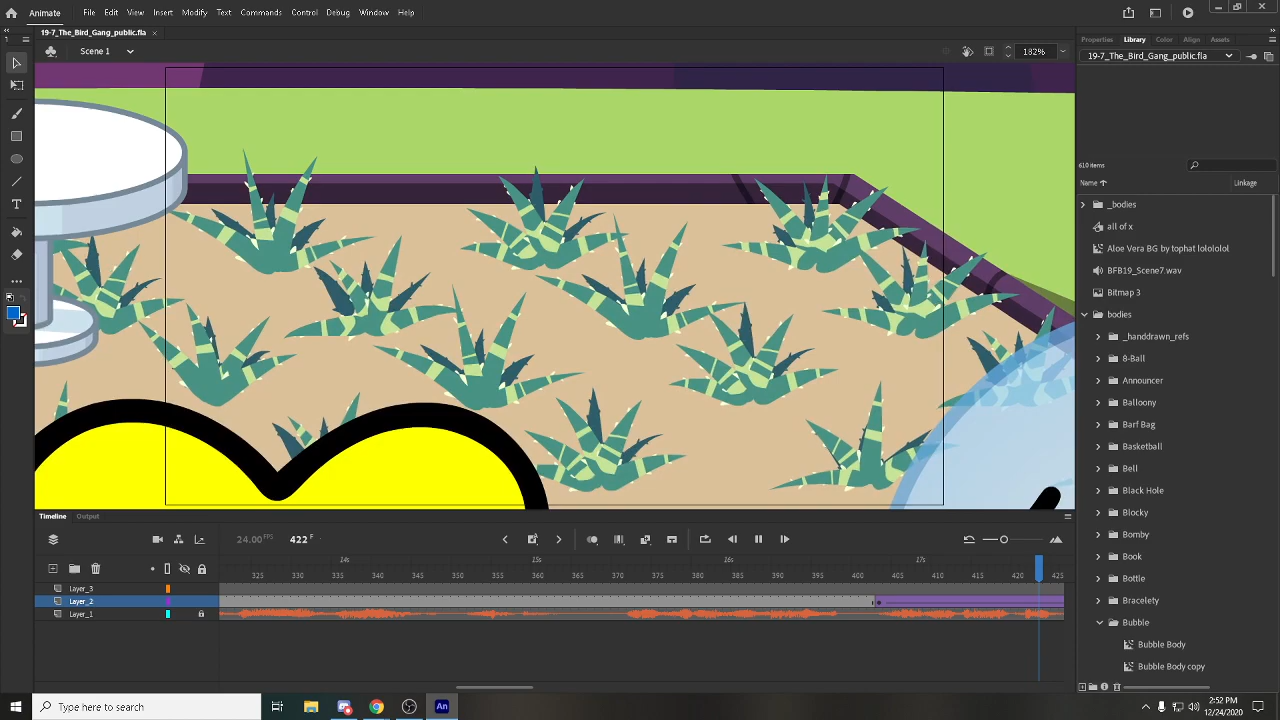 Animate File Edit View Insert Modify Text Commands Control Debug Window Help
19-7_The_Bird_Gang_public.fla
Scene 1
182%
Properties Library Color Align Assets
19-7_The_Bird_Gang_public.fla
610 items
Name Linkage
_bodies
all of x
Aloe Vera BG by tophat lolololol
BFB19_Scene7.wav
Bitmap 3
bodies
_handdrawn_refs
8-Ball
Announcer
Balloony
Barf Bag
Basketball
Bell
Black Hole
Blocky
Bomby
Book
Bottle
Bracelety
Bubble
Bubble Body
Bubble Body copy
Timeline Output
24.00 FPS 422 F
14s 15s 16s 17s
325 330 335 340 345 350 355 360 365 370 375 380 385 390 395 400 405 410 415 420 425
Layer_3
Layer_2
Layer_1
Type here to search
An
2:52 PM
12/24/2020